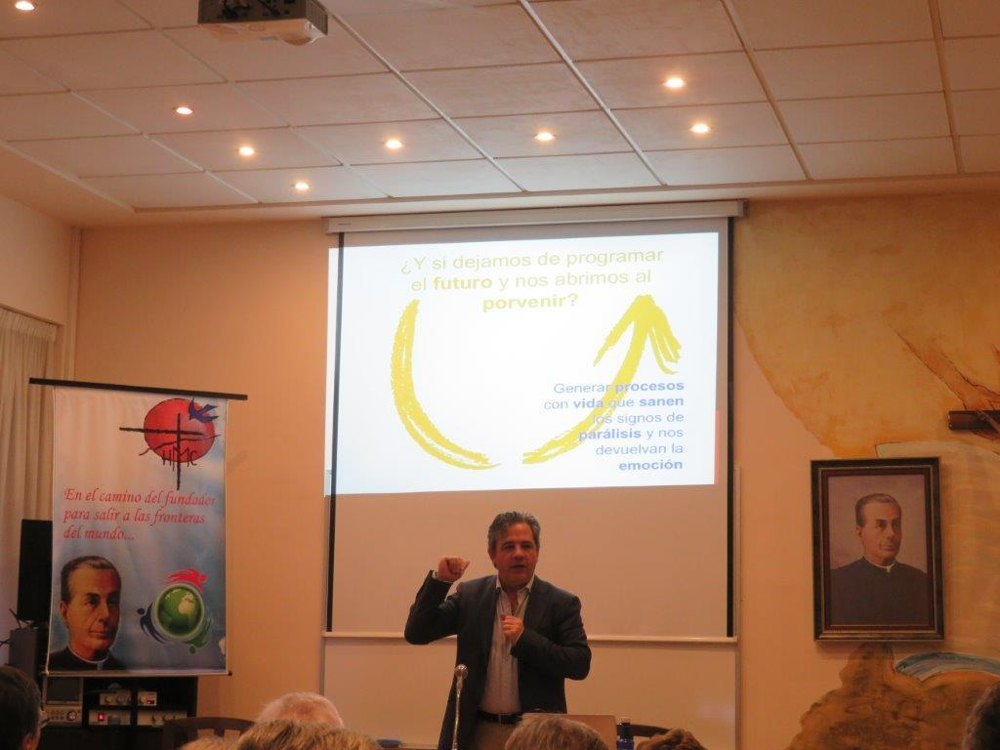 ¿Y si dejamos de programar
el futuro y nos abrimos al
porvenir?
Generar procesos
con vida que sanen
los signos de
parálisis y nos
devuelvan la
emoción
HMC
En el camino del fundador
para salir a las fronteras
del mundo...